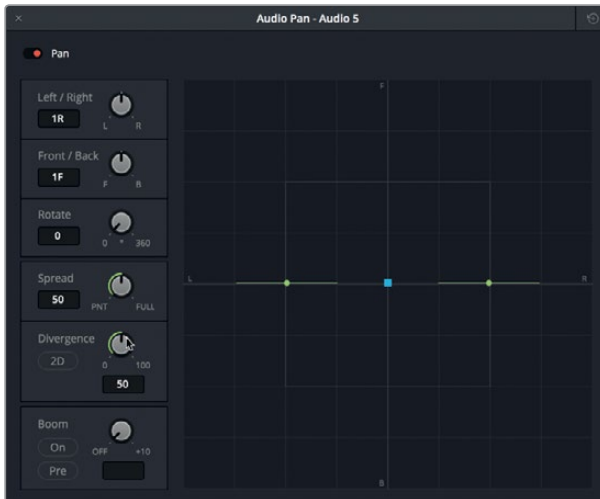 Audio Pan - Audio 5
Pan
Left / Right
1R
L R
Front / Back
1F
F B
Rotate
0
0 ° 360
Spread
50
PNT FULL
Divergence
2D
0 100
50
Boom
On
OFF +10
Pre
F
L R
B